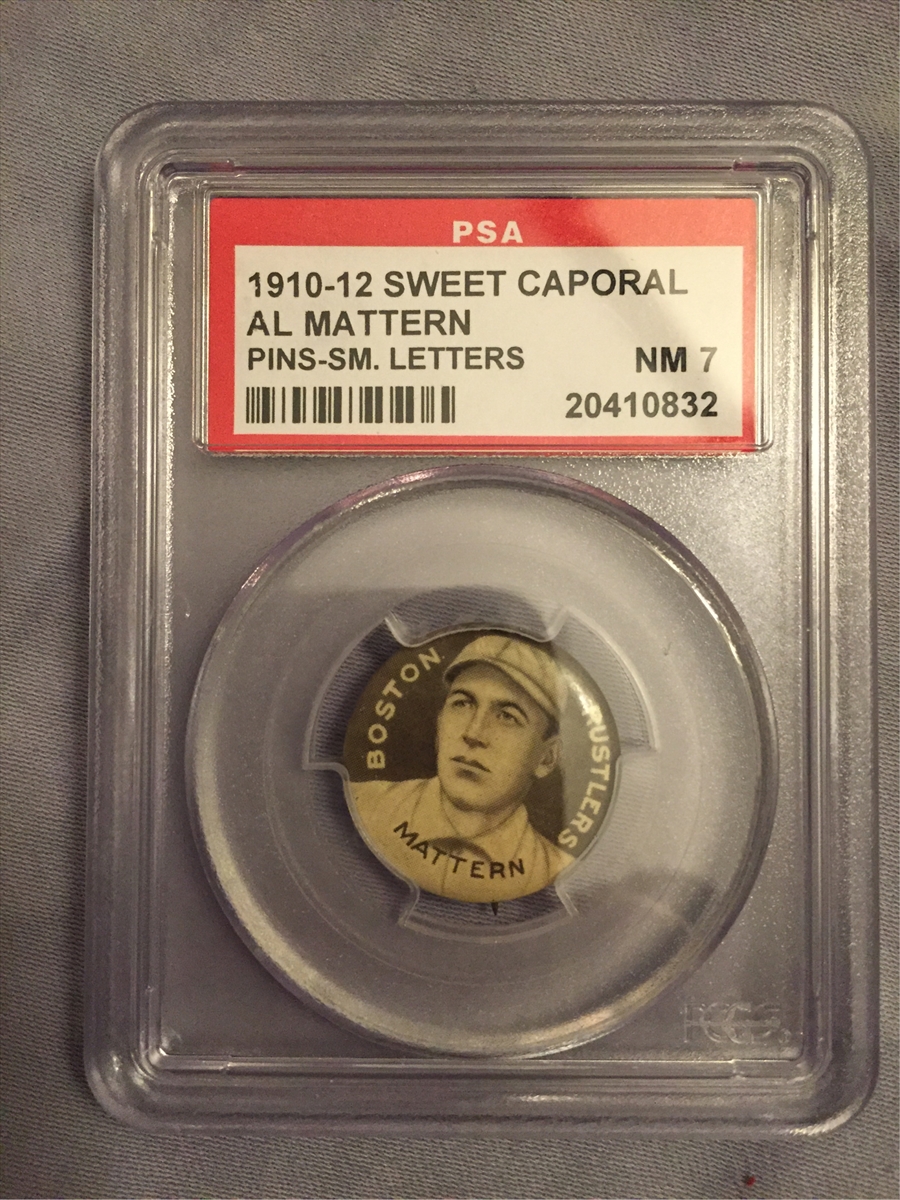 PSA
1910-12 SWEET CAPORAL
AL MATTERN
PINS-SM. LETTERS NM 7
20410832
BOSTON RUSTLERS
MATTERN